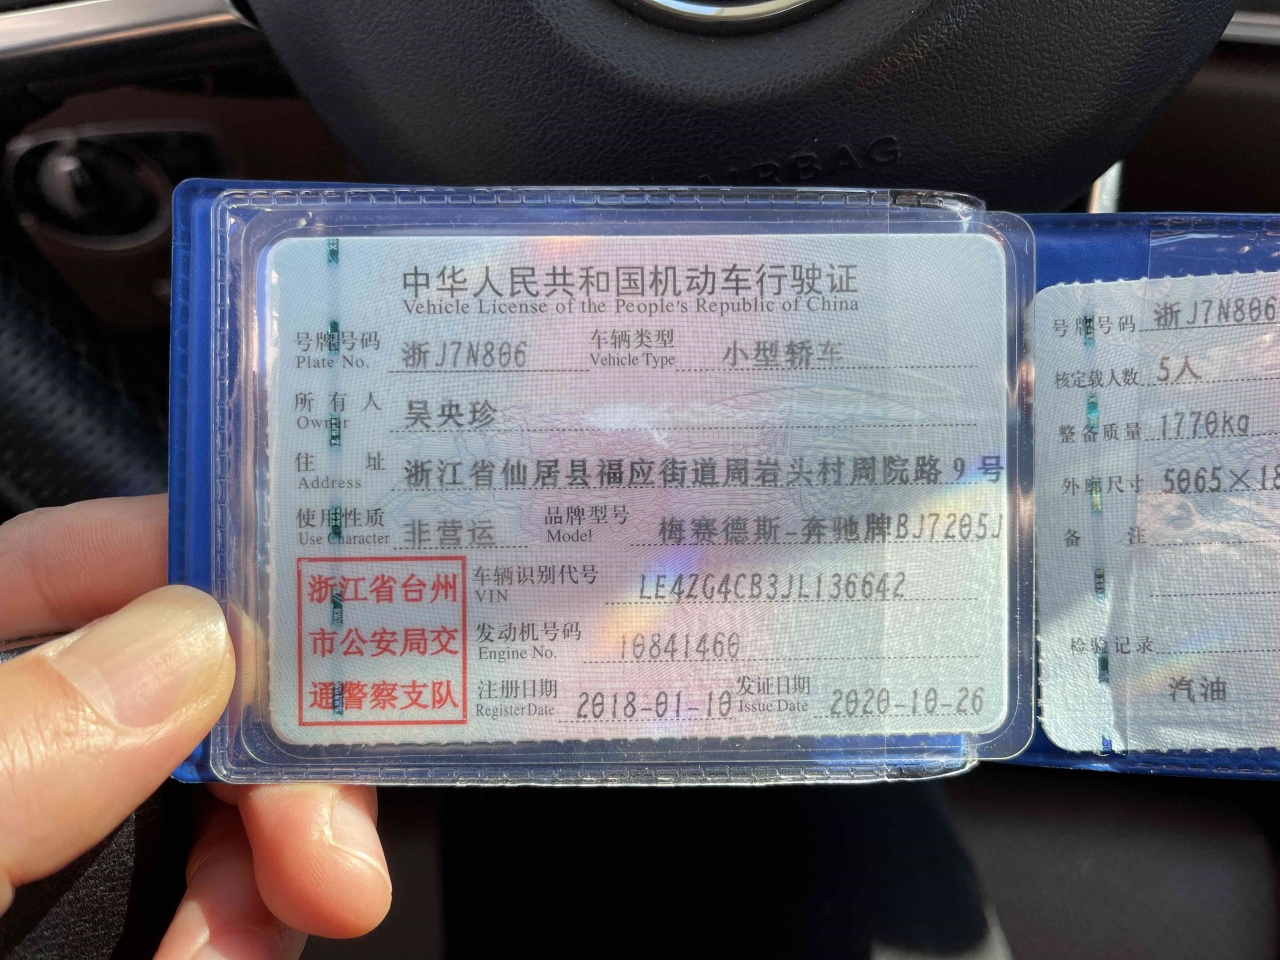 AIRBAG
中华人民共和国机动车行驶证
Vehicle License of the People's Republic of China
号牌号码 浙J7N806 车辆类型 小型轿车
Plate No. Vehicle Type
所有人 吴央珍
Owner
住址 浙江省仙居县福应街道周岩头村周院路9号
Address
使用性质 非营运 品牌型号 梅赛德斯-奔驰牌BJ7205J
Use Character Model
浙江省台州
市公安局交
通警察支队
车辆识别代号 LE4ZG4CB3JL136642
VIN
发动机号码 10841460
Engine No.
注册日期 2018-01-10 发证日期 2020-10-26
Register Date Issue Date
号牌号码 浙J7N806
核定载人数 5人
整备质量 1770kg
外廓尺寸 5065×18
备注
检验记录
汽油